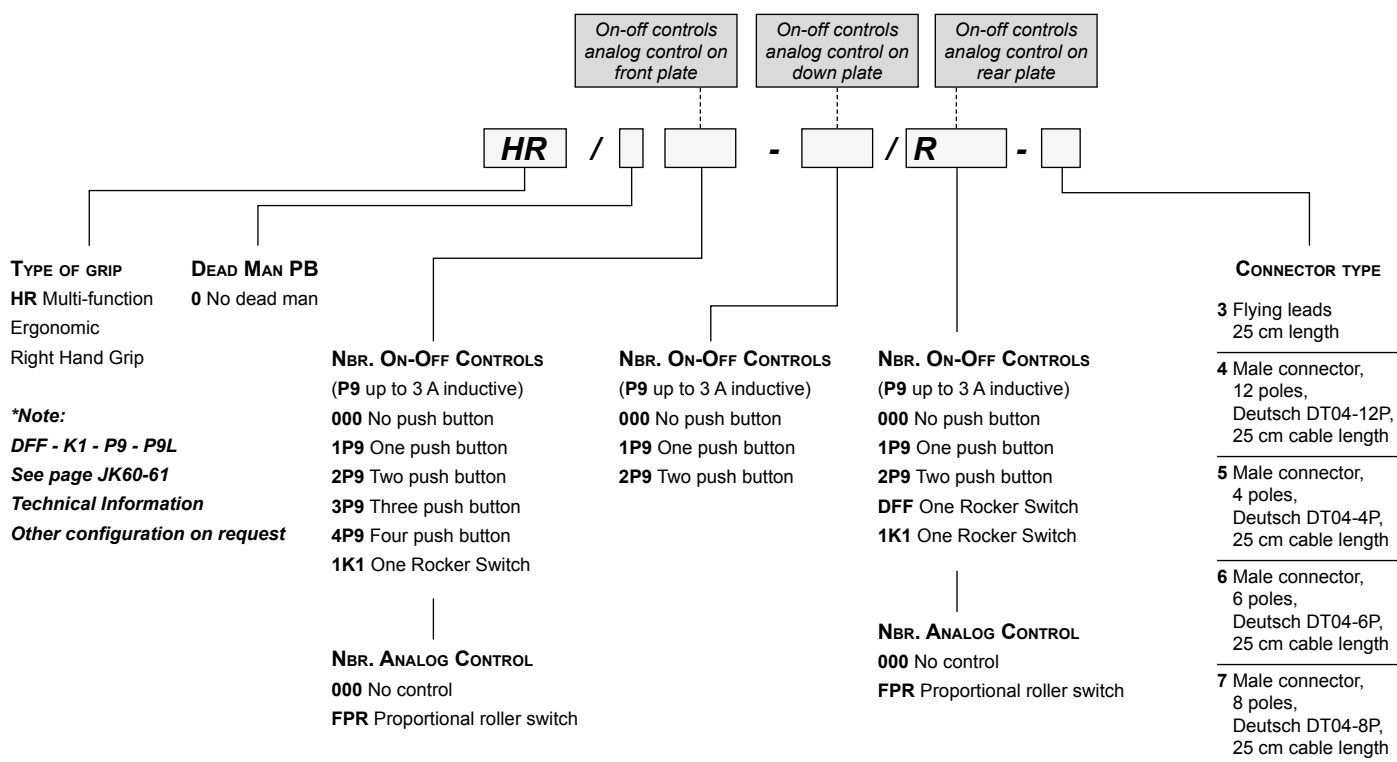 On-off controls
analog control on
front plate
On-off controls
analog control on
down plate
On-off controls
analog control on
rear plate
HR / - / R -
TYPE OF GRIP
HR Multi-function
Ergonomic
Right Hand Grip
*Note:
DFF - K1 - P9 - P9L
See page JK60-61
Technical Information
Other configuration on request
DEAD MAN PB
0 No dead man
NBR. ON-OFF CONTROLS
(P9 up to 3 A inductive)
000 No push button
1P9 One push button
2P9 Two push button
3P9 Three push button
4P9 Four push button
1K1 One Rocker Switch
NBR. ANALOG CONTROL
000 No control
FPR Proportional roller switch
NBR. ON-OFF CONTROLS
(P9 up to 3 A inductive)
000 No push button
1P9 One push button
2P9 Two push button
NBR. ON-OFF CONTROLS
(P9 up to 3 A inductive)
000 No push button
1P9 One push button
2P9 Two push button
DFF One Rocker Switch
1K1 One Rocker Switch
NBR. ANALOG CONTROL
000 No control
FPR Proportional roller switch
CONNECTOR TYPE
3 Flying leads
25 cm length
4 Male connector,
12 poles,
Deutsch DT04-12P,
25 cm cable length
5 Male connector,
4 poles,
Deutsch DT04-4P,
25 cm cable length
6 Male connector,
6 poles,
Deutsch DT04-6P,
25 cm cable length
7 Male connector,
8 poles,
Deutsch DT04-8P,
25 cm cable length